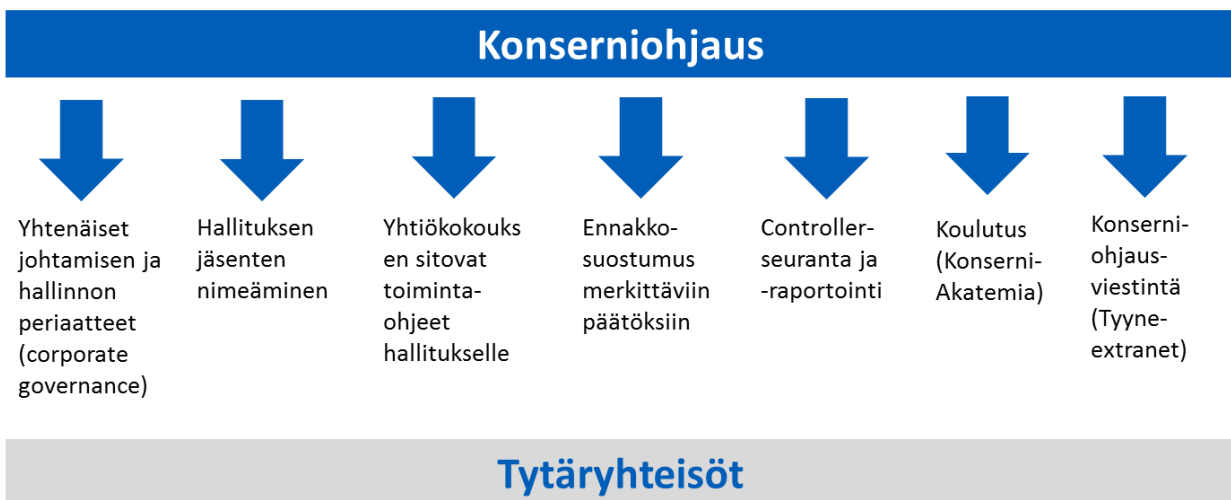 Konserniohjaus
Yhtenäiset
johtamisen ja
hallinnon
periaatteet
(corporate
governance)
Hallituksen
jäsenten
nimeäminen
Yhtiökokouks
en sitovat
toiminta-
ohjeet
hallitukselle
Ennakko-
suostumus
merkittäviin
päätöksiin
Controller-
seuranta ja
-raportointi
Koulutus
(Konserni-
Akatemia)
Konserni-
ohjaus-
viestintä
(Tyyne-
extranet)
Tytäryhteisöt